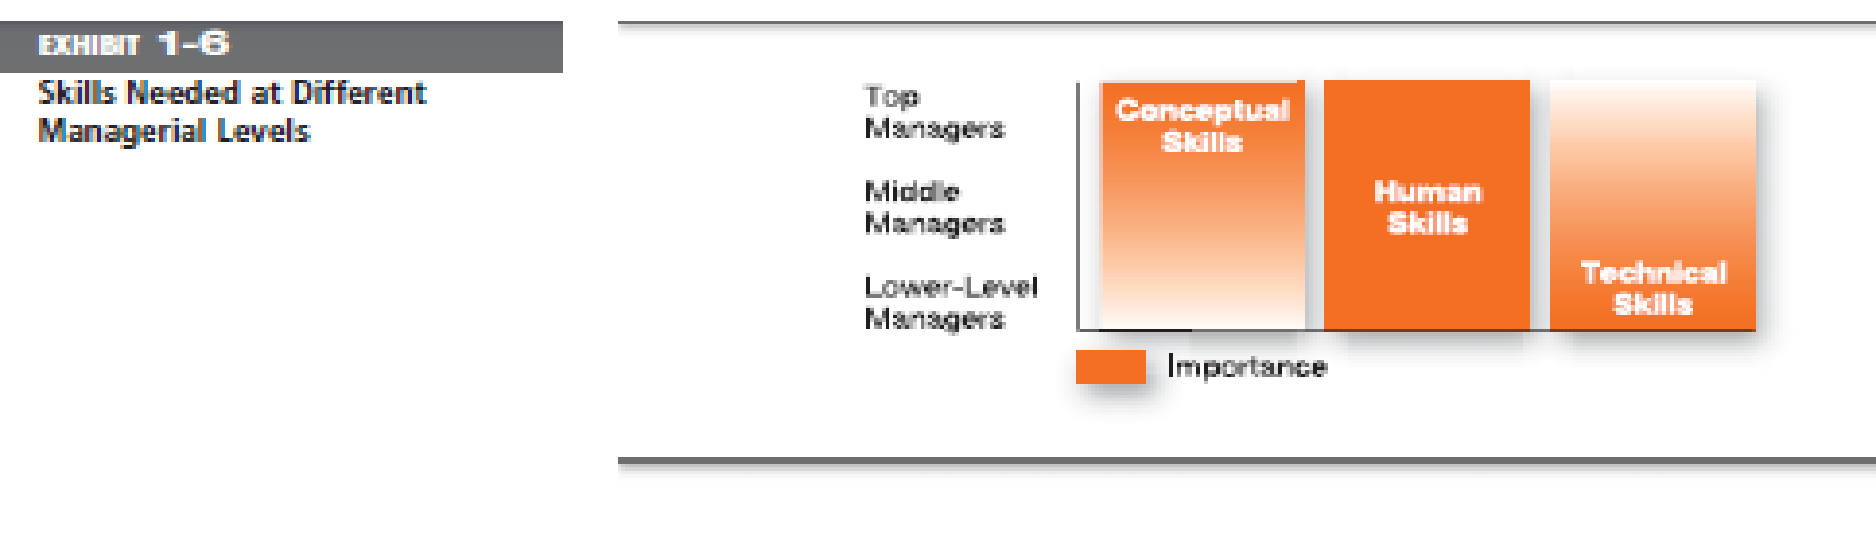 EXHIBIT 1-6
Skills Needed at Different
Managerial Levels
Top
Managers
Middle
Managers
Lower-Level
Managers
Conceptual
Skills
Human
Skills
Technical
Skills
Importance